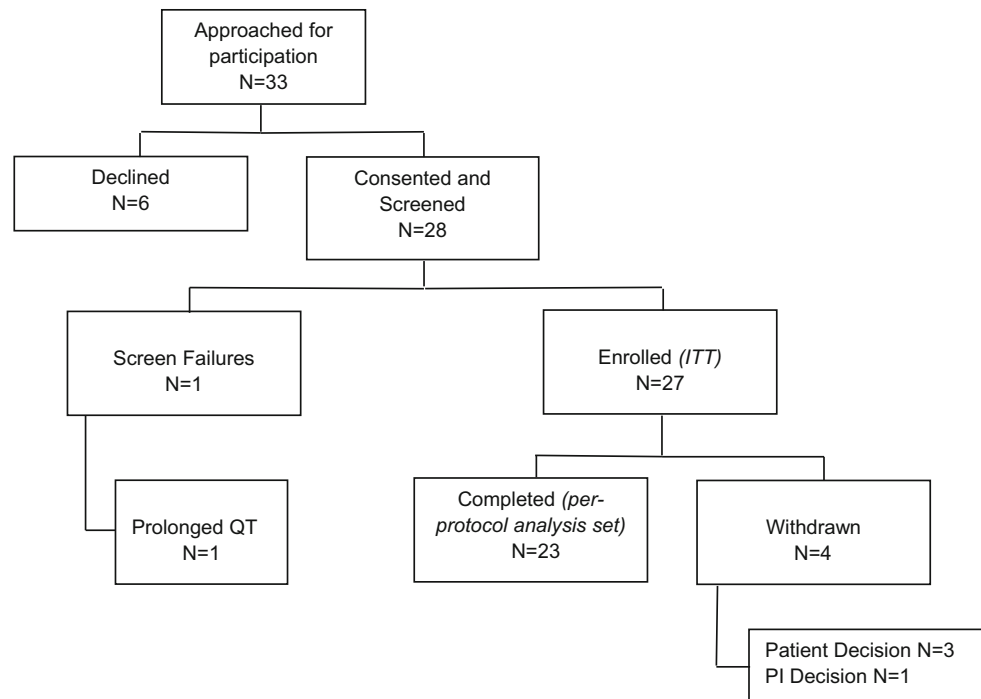 Approached for
participation
N=33
Declined
N=6
Consented and
Screened
N=28
Screen Failures
N=1
Enrolled (ITT)
N=27
Prolonged QT
N=1
Completed (per-
protocol analysis set)
N=23
Withdrawn
N=4
Patient Decision N=3
PI Decision N=1